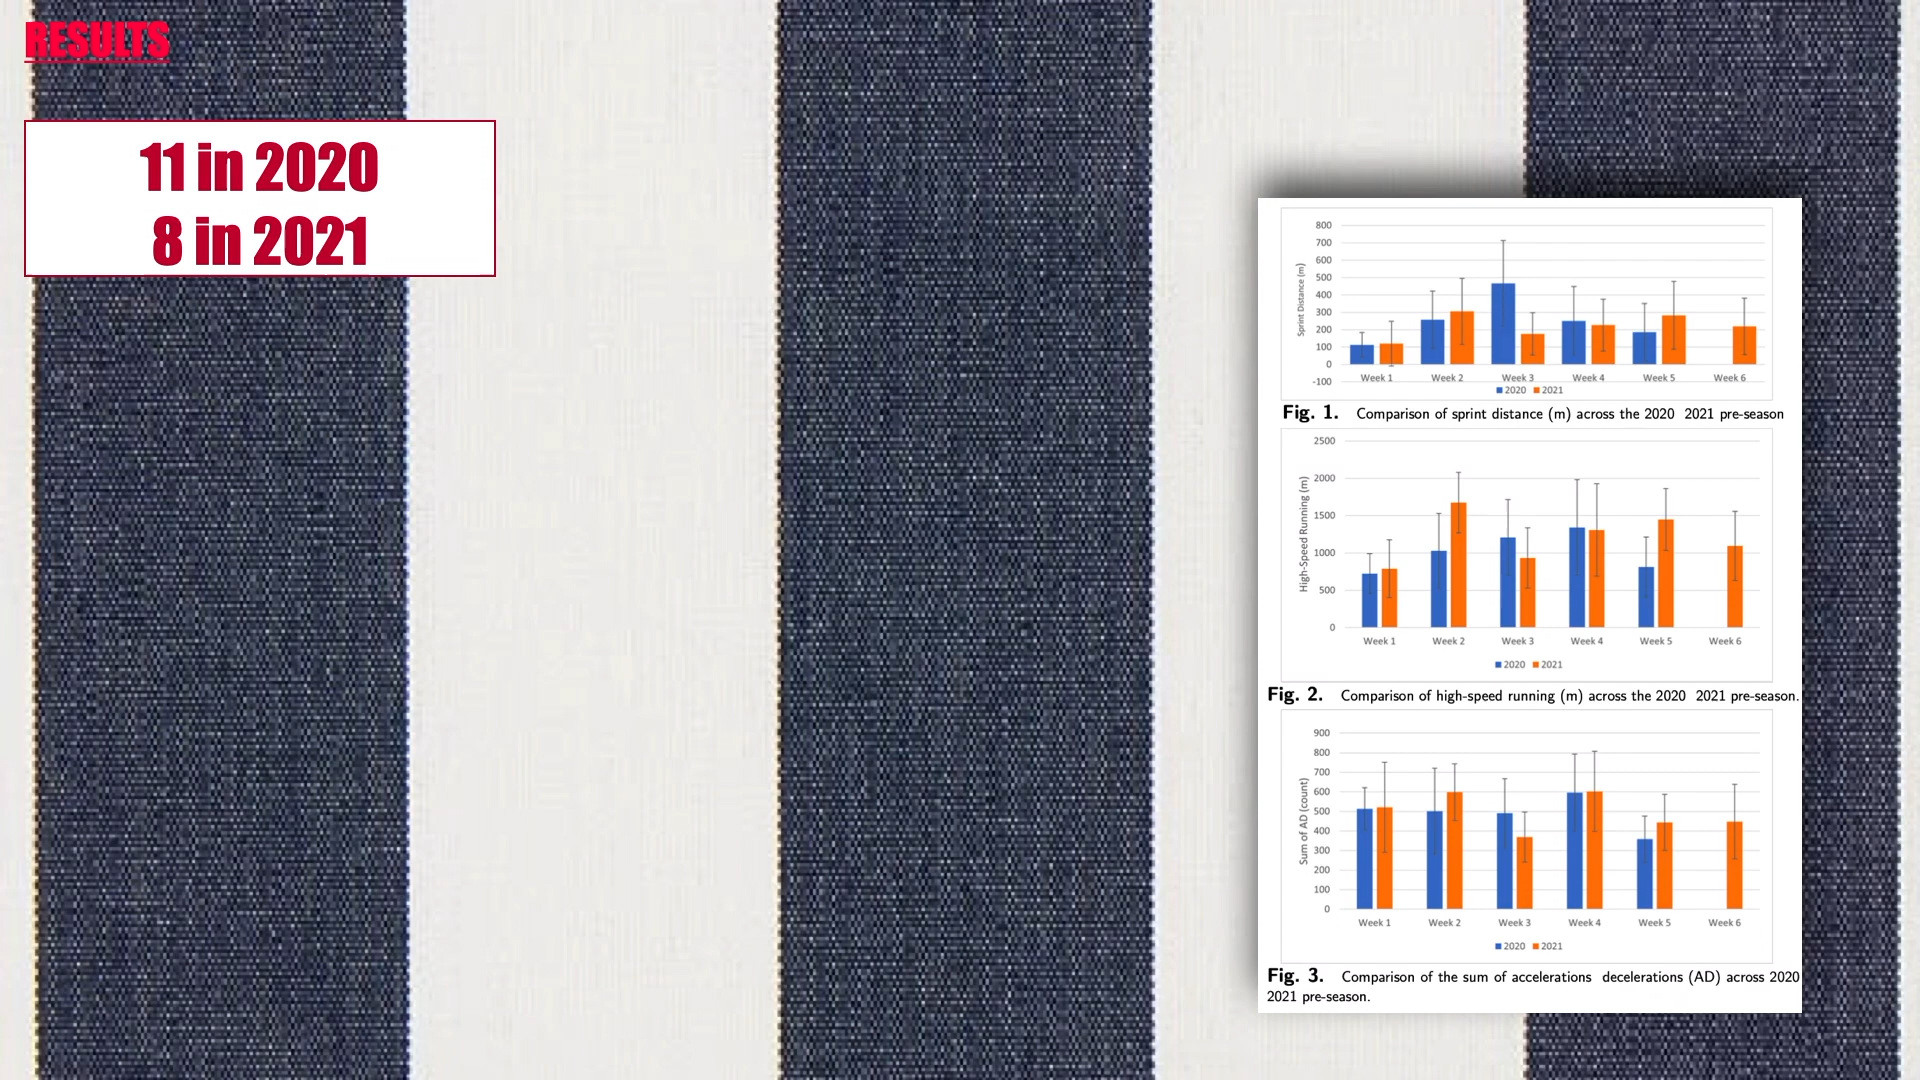 RESULTS
11 in 2020
8 in 2021
800
700
600
500
400
300
200
100
0
-100
Sprint Distance (m)
Week 1 Week 2 Week 3 Week 4 Week 5 Week 6
2020 2021
Fig. 1. Comparison of sprint distance (m) across the 2020 2021 pre-season
2500
2000
1500
1000
500
0
High-Speed Running (m)
Week 1 Week 2 Week 3 Week 4 Week 5 Week 6
2020 2021
Fig. 2. Comparison of high-speed running (m) across the 2020 2021 pre-season.
900
800
700
600
500
400
300
200
100
0
Sum of AD (count)
Week 1 Week 2 Week 3 Week 4 Week 5 Week 6
2020 2021
Fig. 3. Comparison of the sum of accelerations decelerations (AD) across 2020
2021 pre-season.